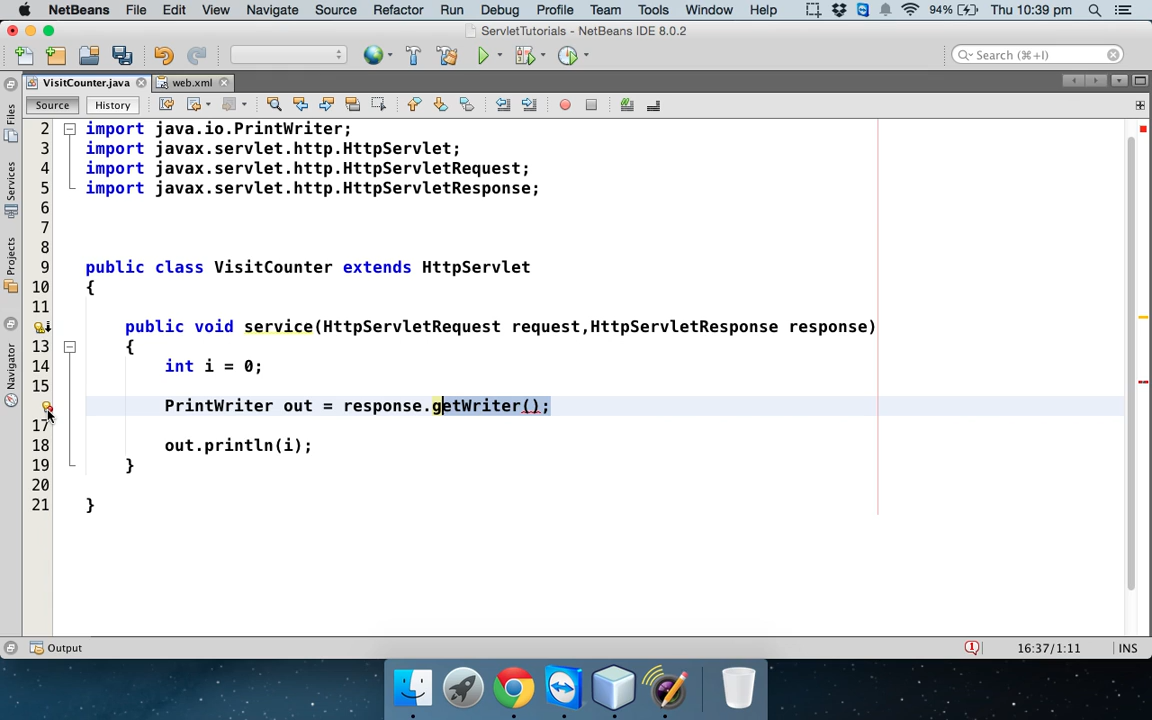 NetBeans File Edit View Navigate Source Refactor Run Debug Profile Team Tools Window Help 94% Thu 10:39 pm
ServletTutorials - NetBeans IDE 8.0.2
Search (⌘+I)
VisitCounter.java web.xml
Source History
Files
Services
Projects
Navigator
2 import java.io.PrintWriter;
3 import javax.servlet.http.HttpServlet;
4 import javax.servlet.http.HttpServletRequest;
5 import javax.servlet.http.HttpServletResponse;
6
7
8
9 public class VisitCounter extends HttpServlet
10 {
11
public void service(HttpServletRequest request,HttpServletResponse response)
13 {
14 int i = 0;
15
PrintWriter out = response.getWriter();
17
18 out.println(i);
19 }
20
21 }
Output 16:37/1:11 INS